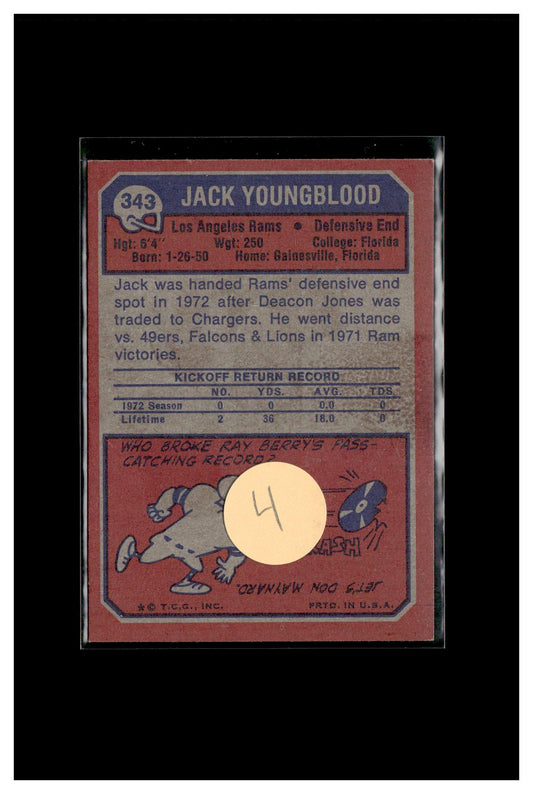 343
JACK YOUNGBLOOD
Los Angeles Rams • Defensive End
Hgt: 6'4" Wgt: 250 College: Florida
Born: 1-26-50 Home: Gainesville, Florida
Jack was handed Rams' defensive end
spot in 1972 after Deacon Jones was
traded to Chargers. He went distance
vs. 49ers, Falcons & Lions in 1971 Ram
victories.
KICKOFF RETURN RECORD
NO. YDS. AVG. TDS.
1972 Season 0 0 0.0 0
Lifetime 2 36 18.0 0
WHO BROKE RAY BERRY'S PASS-
CATCHING RECORD?
4
JET'S DON MAYNARD.
*© T.C.G., INC. PRTD. IN U.S.A.